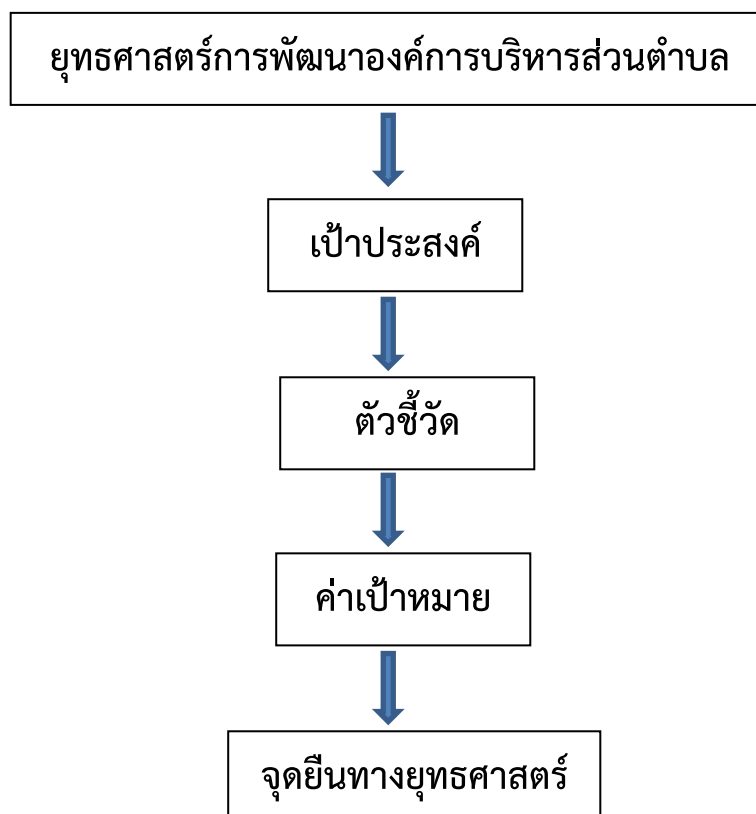 ยุทธศาสตร์การพัฒนาองค์การบริหารส่วนตำบล
เป้าประสงค์
ตัวชี้วัด
ค่าเป้าหมาย
จุดยืนทางยุทธศาสตร์